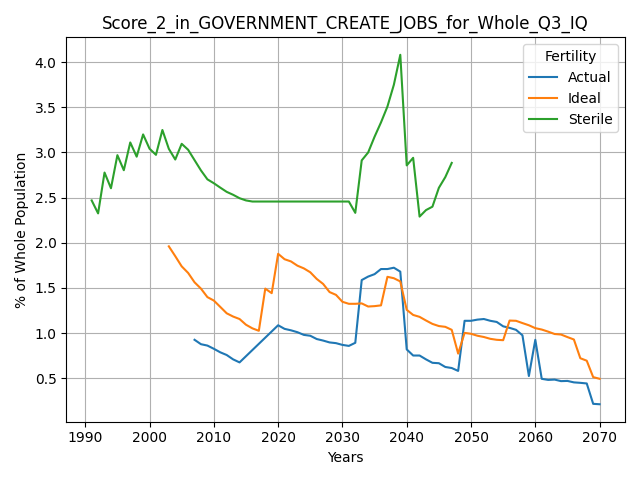 Score_2_in_GOVERNMENT_CREATE_JOBS_for_Whole_Q3_IQ
Fertility
Actual
Ideal
Sterile
% of Whole Population
4.0
3.5
3.0
2.5
2.0
1.5
1.0
0.5
1990 2000 2010 2020 2030 2040 2050 2060 2070
Years